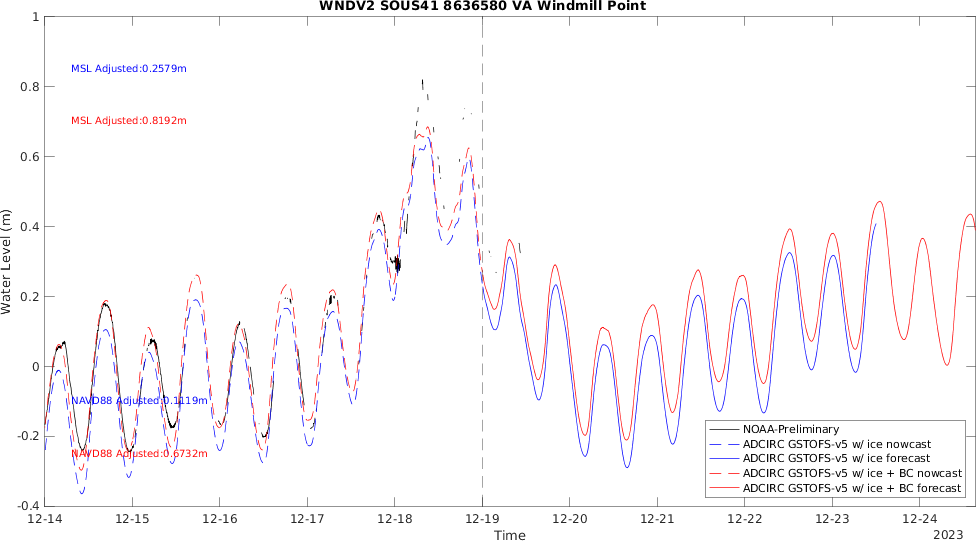 WNDV2 SOUS41 8636580 VA Windmill Point
1
0.8
0.6
0.4
0.2
0
-0.2
-0.4
Water Level (m)
MSL Adjusted:0.2579m
MSL Adjusted:0.8192m
NAVD88 Adjusted:0.1119m
NAVD88 Adjusted:0.6732m
NOAA-Preliminary
ADCIRC GSTOFS-v5 w/ ice nowcast
ADCIRC GSTOFS-v5 w/ ice forecast
ADCIRC GSTOFS-v5 w/ ice + BC nowcast
ADCIRC GSTOFS-v5 w/ ice + BC forecast
12-14 12-15 12-16 12-17 12-18 12-19 12-20 12-21 12-22 12-23 12-24
Time
2023